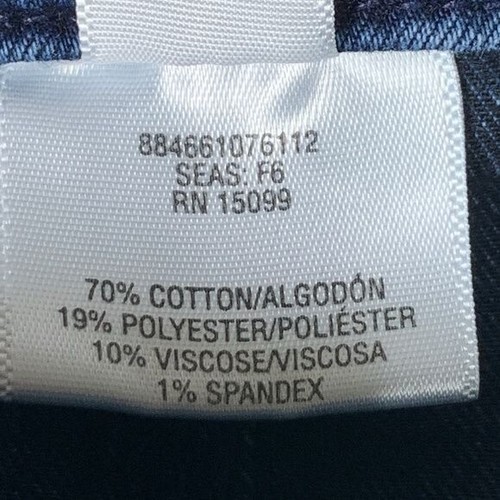 884661076112
SEAS: F6
RN 15099
70% COTTON/ALGODÓN
19% POLYESTER/POLIÉSTER
10% VISCOSE/VISCOSA
1% SPANDEX